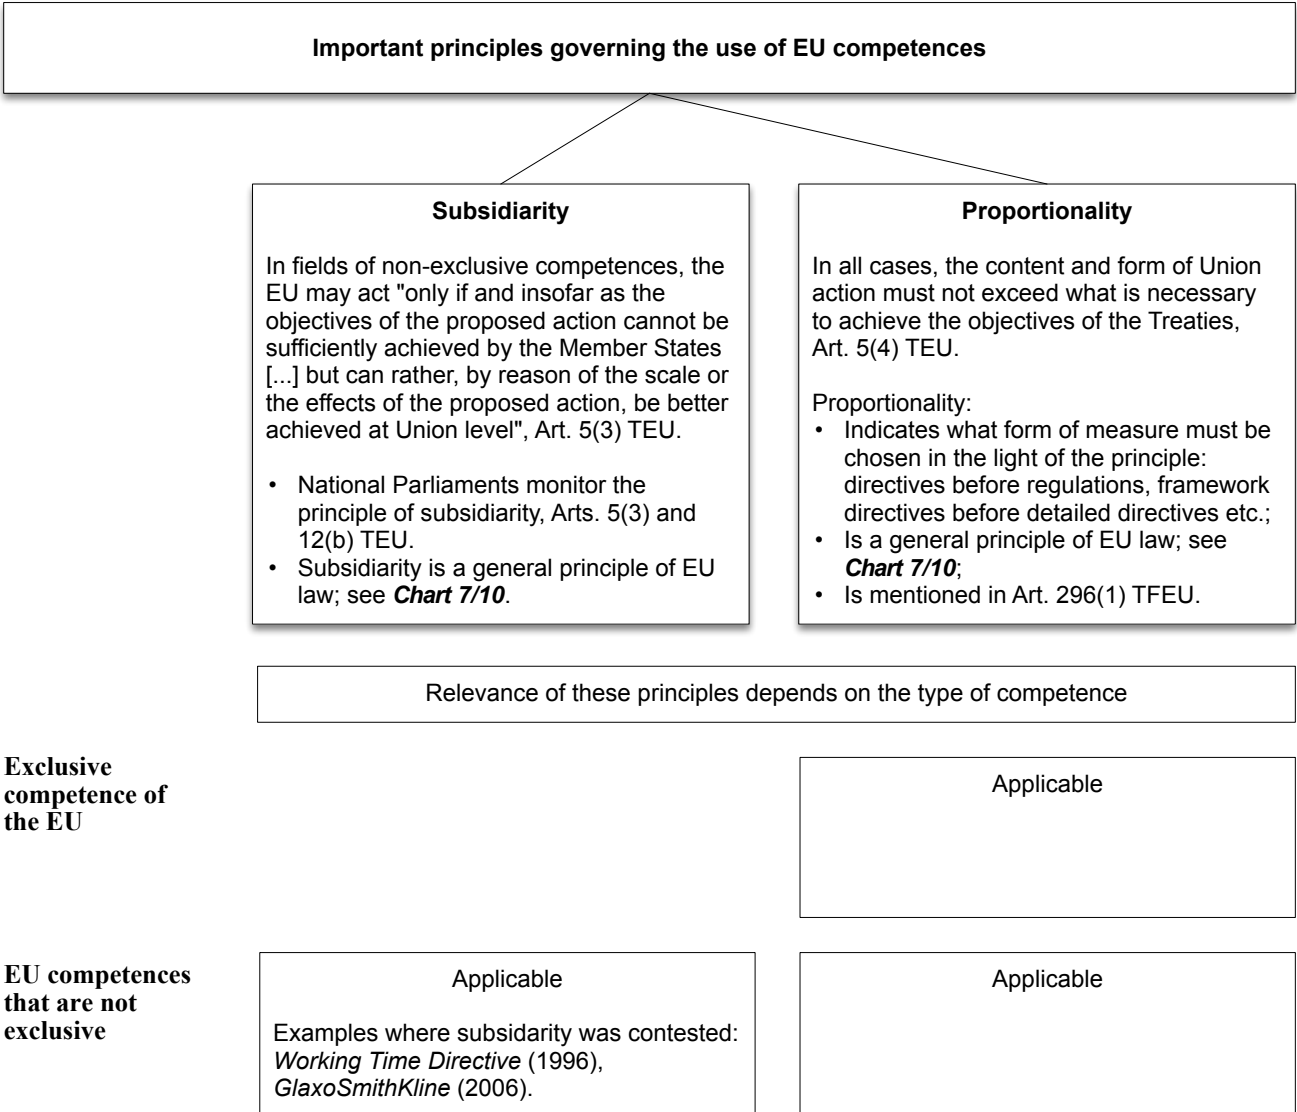 Important principles governing the use of EU competences
Subsidiarity
In fields of non-exclusive competences, the
EU may act "only if and insofar as the
objectives of the proposed action cannot be
sufficiently achieved by the Member States
[...] but can rather, by reason of the scale or
the effects of the proposed action, be better
achieved at Union level", Art. 5(3) TEU.
• National Parliaments monitor the
principle of subsidiarity, Arts. 5(3) and
12(b) TEU.
• Subsidiarity is a general principle of EU
law; see Chart 7/10.
Proportionality
In all cases, the content and form of Union
action must not exceed what is necessary
to achieve the objectives of the Treaties,
Art. 5(4) TEU.
Proportionality:
• Indicates what form of measure must be
chosen in the light of the principle:
directives before regulations, framework
directives before detailed directives etc.;
• Is a general principle of EU law; see
Chart 7/10;
• Is mentioned in Art. 296(1) TFEU.
Relevance of these principles depends on the type of competence
Exclusive
competence of
the EU
Applicable
EU competences
that are not
exclusive
Applicable
Examples where subsidarity was contested:
Working Time Directive (1996),
GlaxoSmithKline (2006).
Applicable